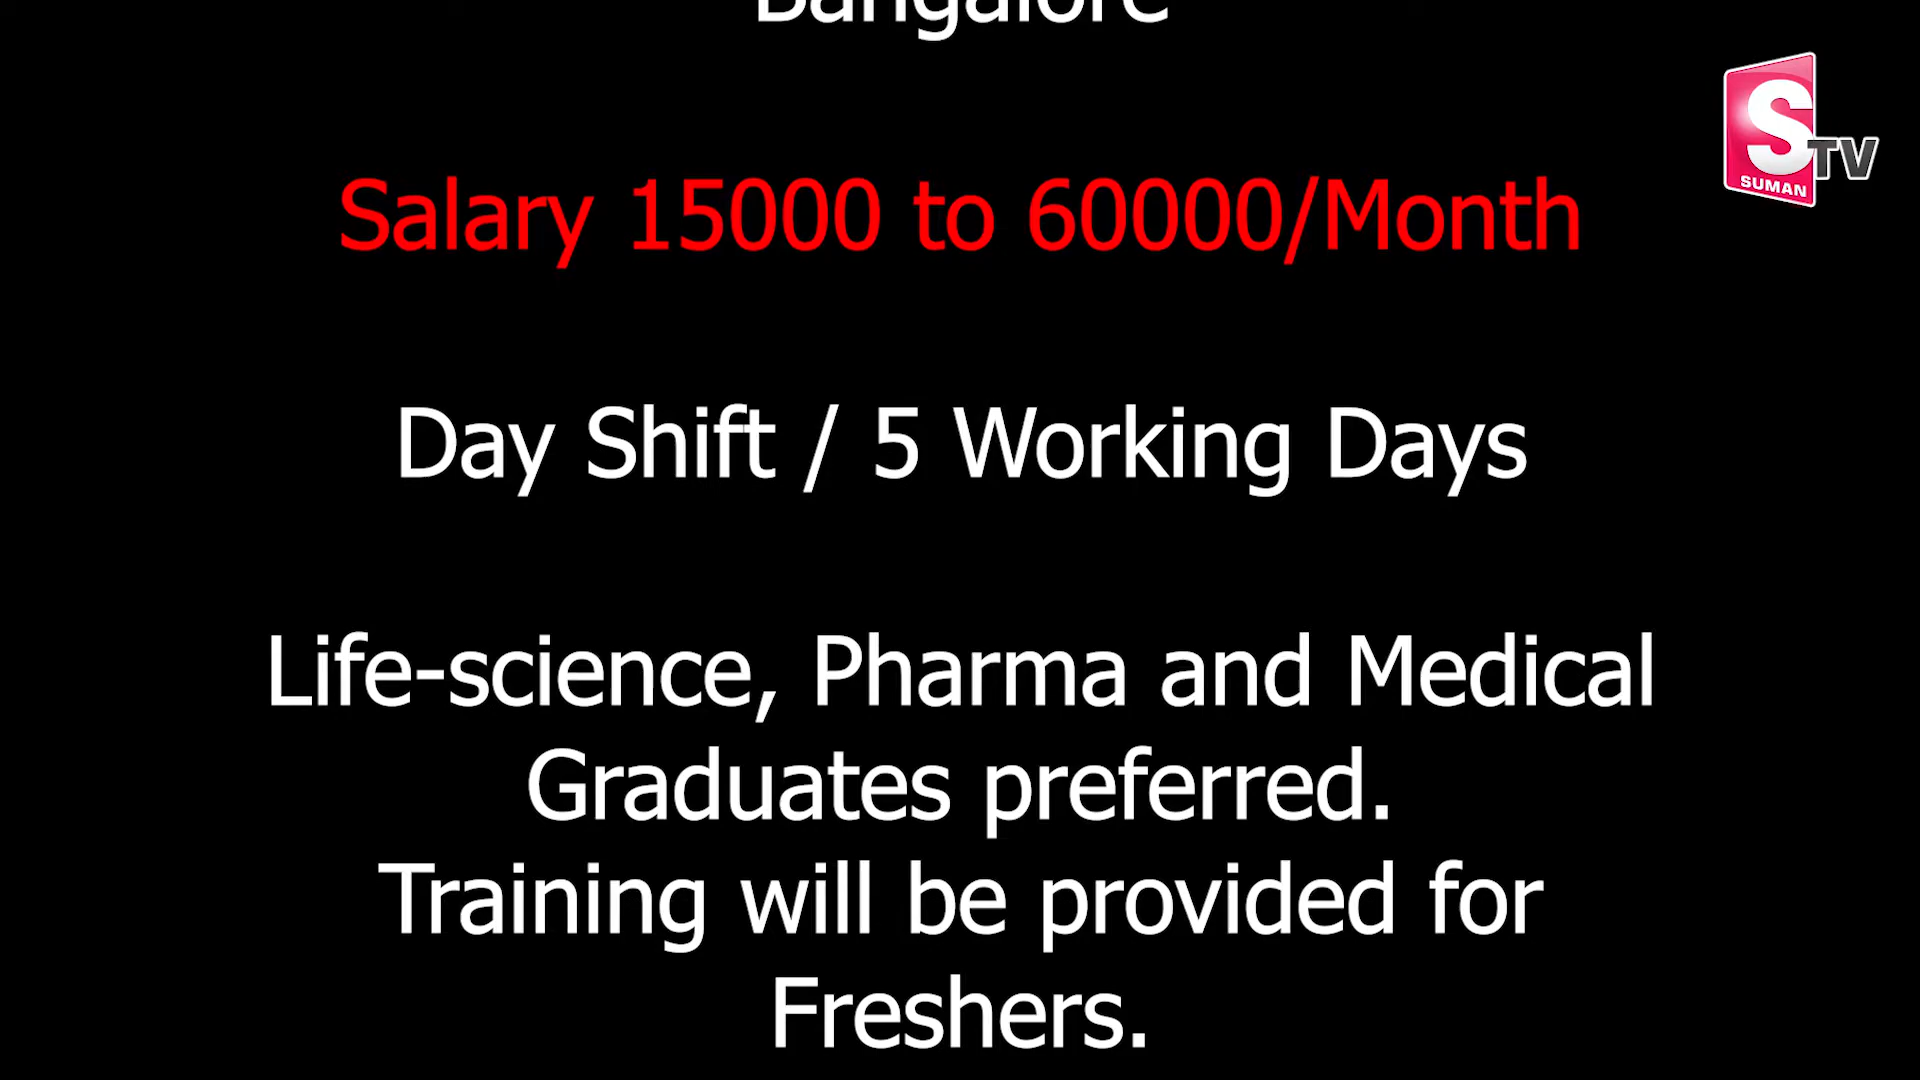 Bangalore
Salary 15000 to 60000/Month
Day Shift / 5 Working Days
Life-science, Pharma and Medical
Graduates preferred.
Training will be provided for
Freshers.
S TV
SUMAN